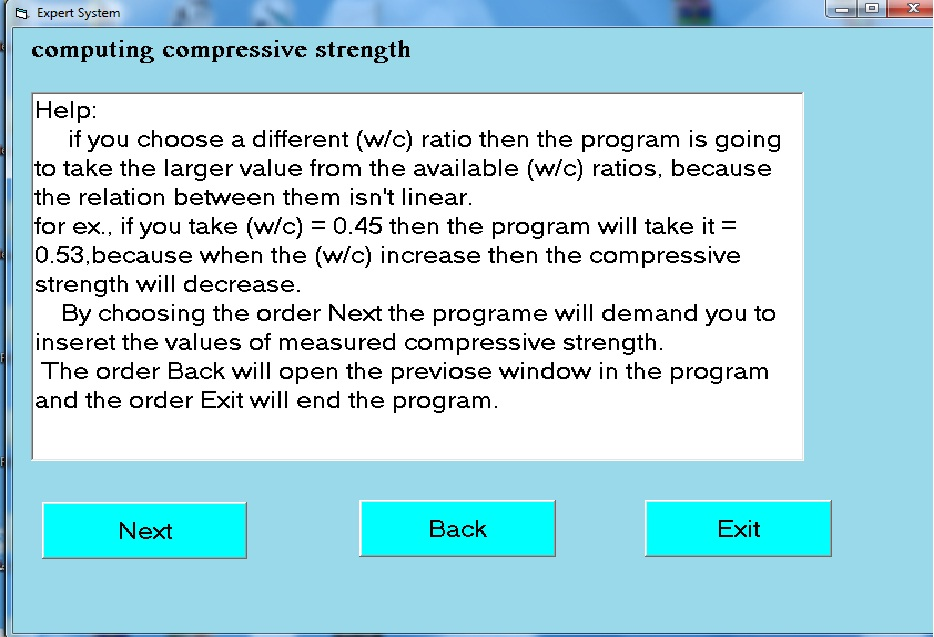 Expert System
computing compressive strength
Help:
if you choose a different (w/c) ratio then the program is going
to take the larger value from the available (w/c) ratios, because
the relation between them isn't linear.
for ex., if you take (w/c) = 0.45 then the program will take it =
0.53,because when the (w/c) increase then the compressive
strength will decrease.
By choosing the order Next the programe will demand you to
inseret the values of measured compressive strength.
The order Back will open the previose window in the program
and the order Exit will end the program.
Next
Back
Exit